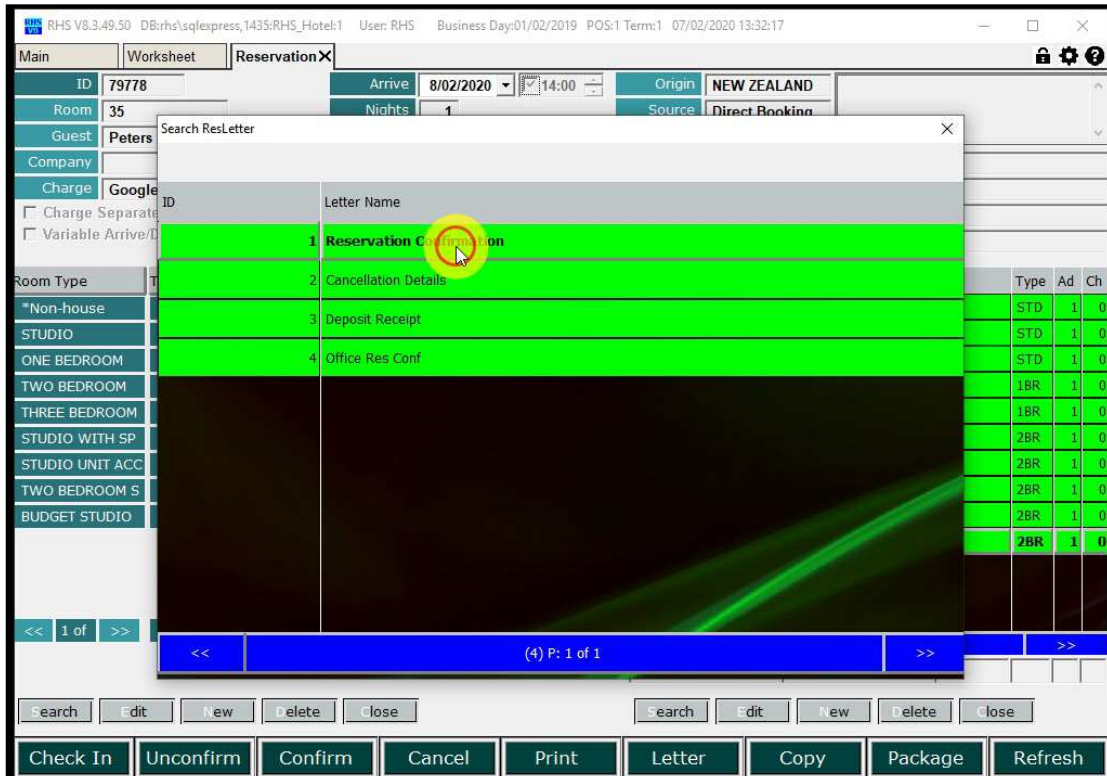 RHS V8.3.49.50 DB:rhs\sqlexpress,1435:RHS_Hotel:1 User: RHS Business Day:01/02/2019 POS:1 Term:1 07/02/2020 13:32:17
Main Worksheet Reservation X
ID 79778 Arrive 8/02/2020 14:00 Origin NEW ZEALAND
Room 35 Nights 1 Source Direct Booking
Guest Peters
Company
Charge Google
Charge Separate
Variable Arrive/D
Search ResLetter
ID Letter Name
1 Reservation Confirmation
2 Cancellation Details
3 Deposit Receipt
4 Office Res Conf
<< (4) P: 1 of 1 >>
Room Type T
*Non-house
STUDIO
ONE BEDROOM
TWO BEDROOM
THREE BEDROOM
STUDIO WITH SP
STUDIO UNIT ACC
TWO BEDROOM S
BUDGET STUDIO
<< 1 of >>
Type Ad Ch
STD 1 0
STD 1 0
STD 1 0
1BR 1 0
1BR 1 0
2BR 1 0
2BR 1 0
2BR 1 0
2BR 1 0
2BR 1 0
>>
Search Edit New Delete Close Search Edit New Delete Close
Check In Unconfirm Confirm Cancel Print Letter Copy Package Refresh